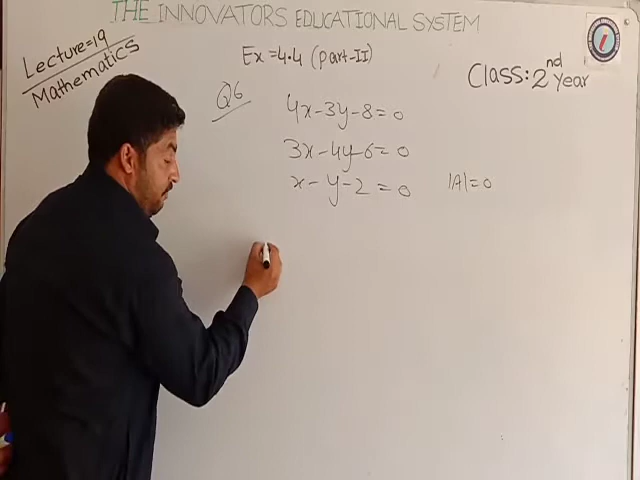 THE INNOVATORS EDUCATIONAL SYSTEM
Lecture=19
Mathematics
Ex=4.4 (Part-II)
Class: 2nd year
Q6
4x-3y-8=0
3x-4y-6=0
x-y-2=0
|A|=0